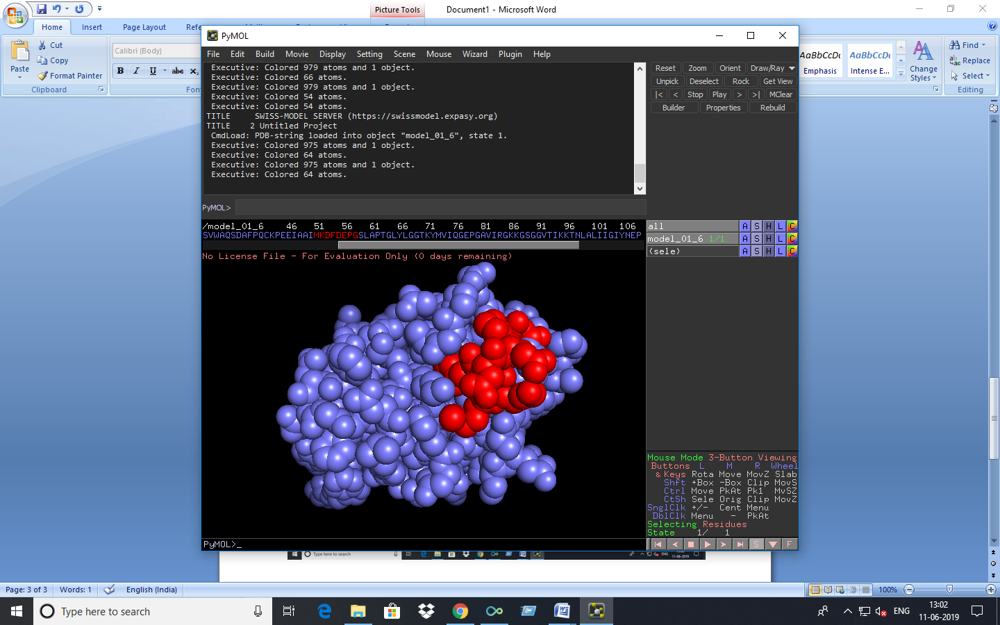 Picture Tools
Document1 - Microsoft Word
Home
Insert
Page Layout
Refe
Paste
Cut
Copy
Format Painter
Clipboard
Calibri (Body)
B I U abc x₂
Font
AaBbCcDc
AaBbCcDc
Emphasis
Intense E...
Change
Styles
Find
Replace
Select
Editing
PyMOL
File Edit Build Movie Display Setting Scene Mouse Wizard Plugin Help
Executive: Colored 979 atoms and 1 object.
Executive: Colored 66 atoms.
Executive: Colored 979 atoms and 1 object.
Executive: Colored 54 atoms.
Executive: Colored 54 atoms.
TITLE     SWISS-MODEL SERVER (https://swissmodel.expasy.org)
TITLE    2 Untitled Project
CmdLoad: PDB-string loaded into object "model_01_6", state 1.
Executive: Colored 975 atoms and 1 object.
Executive: Colored 64 atoms.
Executive: Colored 975 atoms and 1 object.
Executive: Colored 64 atoms.
Reset Zoom Orient Draw/Ray
Unpick Deselect Rock Get View
|< < Stop Play > >| MClear
Builder Properties Rebuild
PyMOL>
/model_01_6 46 51 56 61 66 71 76 81 86 91 96 101 106
SVWAQSDAFPQCKPEEIAAIMKDFDEPGSLAPTGLYLGGTKYMVIQGEPGAVIRGKKGSGGVTIKKTNLALIIGIYNEP
No License File - For Evaluation Only (0 days remaining)
all A S H L C
model_01_6 1/1 A S H L C
(sele) A S H L C
Mouse Mode 3-Button Viewing
Buttons L M R Wheel
& Keys Rota Move MovZ Slab
Shft +Box -Box Clip MovS
Ctrl Move PkAt Pk1 MvSZ
CtSh Sele Orig Clip MovZ
SnglClk +/- Cent Menu
DblClk Menu - PkAt
Selecting Residues
State 1/ 1
S F
PyMOL>_
Type here to search
ENG
11-06-2019
Page: 3 of 3
Words: 1
English (India)
100%
Type here to search
ENG
13:02
11-06-2019